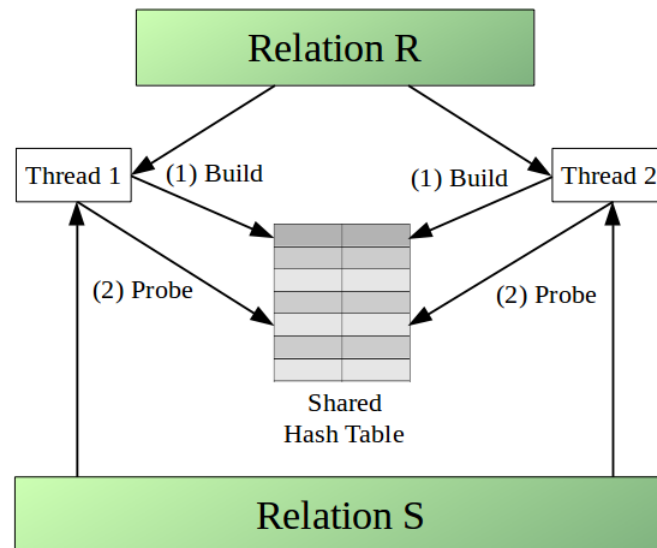 Relation R
Thread 1
(1) Build
(1) Build
Thread 2
(2) Probe
(2) Probe
Shared
Hash Table
Relation S